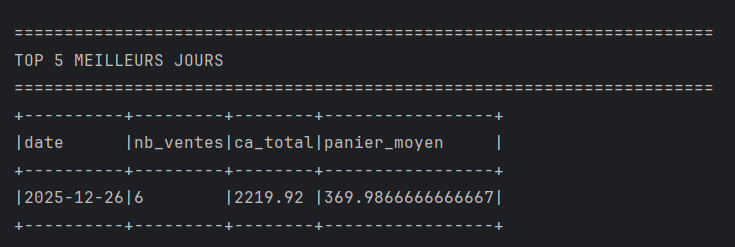 ======================================================================
TOP 5 MEILLEURS JOURS
======================================================================
+----------+---------+--------+-----------------+
|date      |nb_ventes|ca_total|panier_moyen     |
+----------+---------+--------+-----------------+
|2025-12-26|6        |2219.92 |369.9866666666667|
+----------+---------+--------+-----------------+